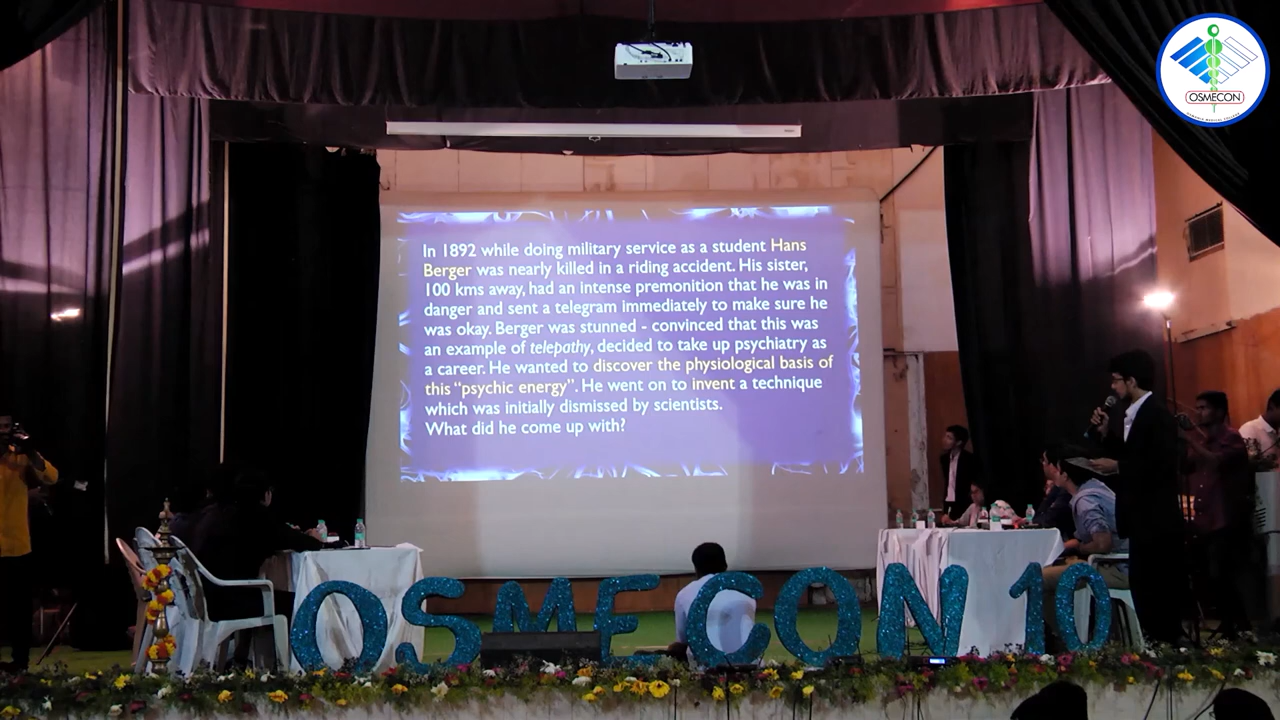 OSMECON
OSMANIA MEDICAL COLLEGE
In 1892 while doing military service as a student Hans
Berger was nearly killed in a riding accident. His sister,
100 kms away, had an intense premonition that he was in
danger and sent a telegram immediately to make sure he
was okay. Berger was stunned - convinced that this was
an example of telepathy, decided to take up psychiatry as
a career. He wanted to discover the physiological basis of
this "psychic energy". He went on to invent a technique
which was initially dismissed by scientists.
What did he come up with?
OSMECON 10